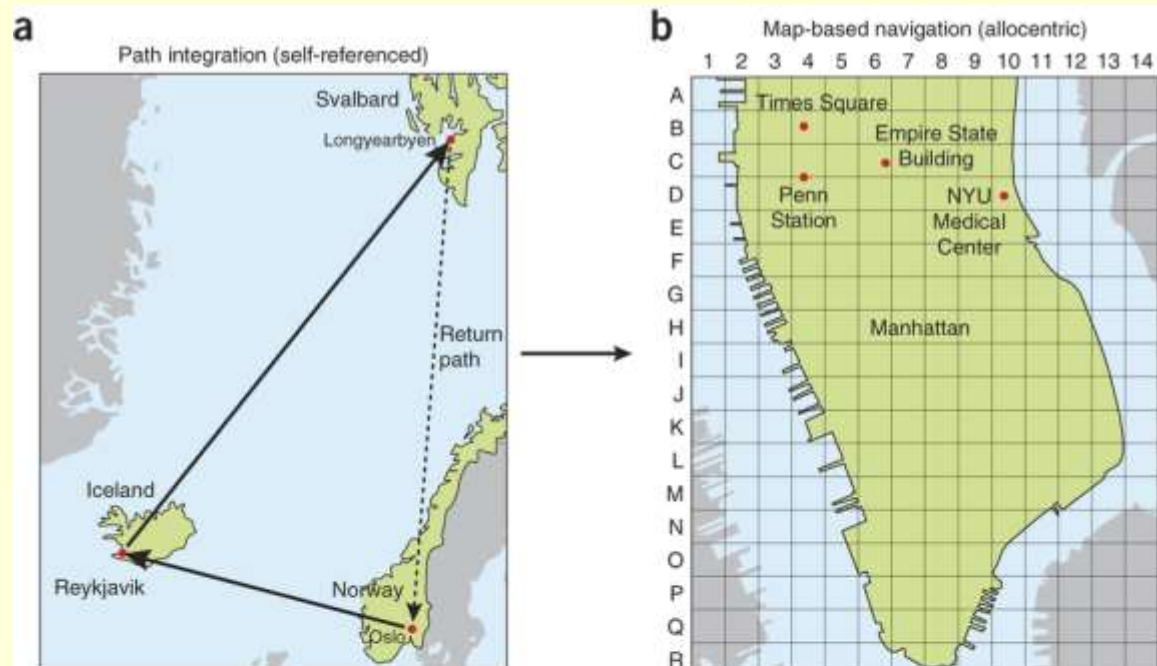 a
Path integration (self-referenced)
Svalbard
Longyearbyen
Return
path
Iceland
Reykjavik
Norway
Oslo
b
Map-based navigation (allocentric)
1 2 3 4 5 6 7 8 9 10 11 12 13 14
A
B
C
D
E
F
G
H
I
J
K
L
M
N
O
P
Q
R
Times Square
Empire State
Building
Penn
Station
NYU
Medical
Center
Manhattan